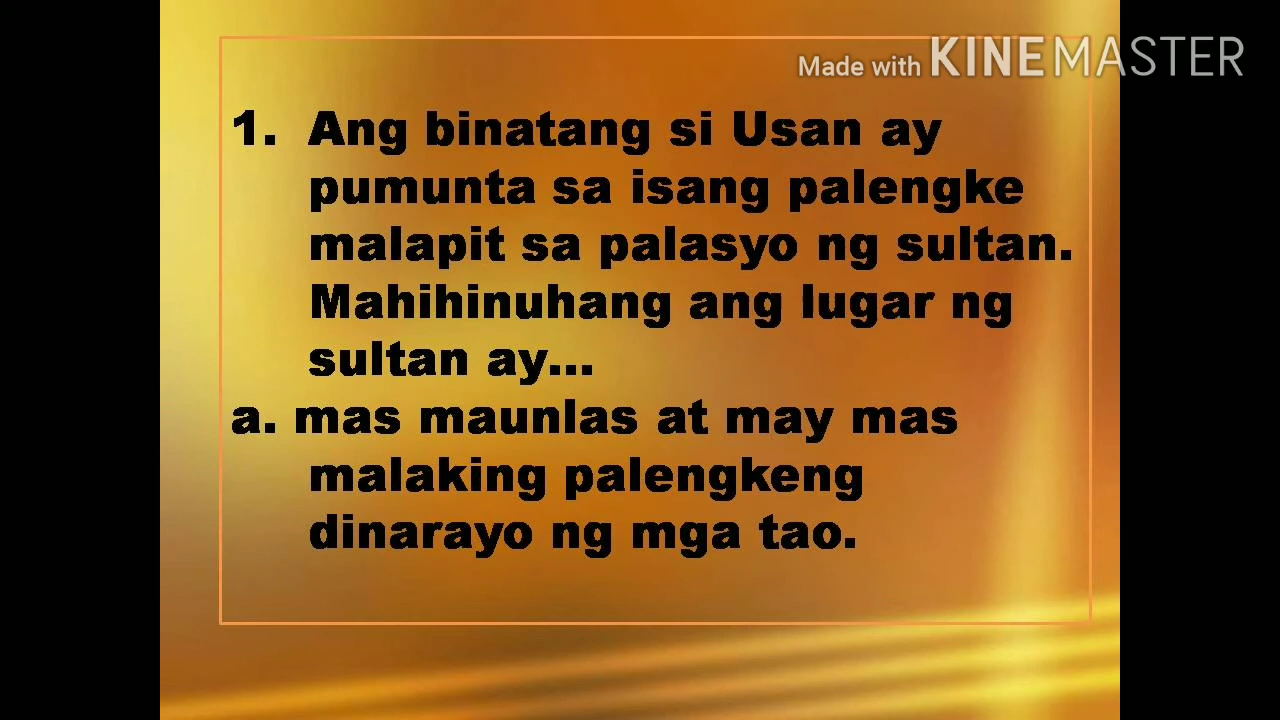 Made with KINEMASTER
1. Ang binatang si Usan ay
pumunta sa isang palengke
malapit sa palasyo ng sultan.
Mahihinuhang ang lugar ng
sultan ay...
a. mas maunlas at may mas
malaking palengkeng
dinarayo ng mga tao.